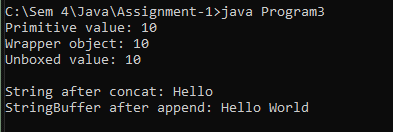 C:\Sem 4\Java\Assignment-1>java Program3
Primitive value: 10
Wrapper object: 10
Unboxed value: 10
String after concat: Hello
StringBuffer after append: Hello World